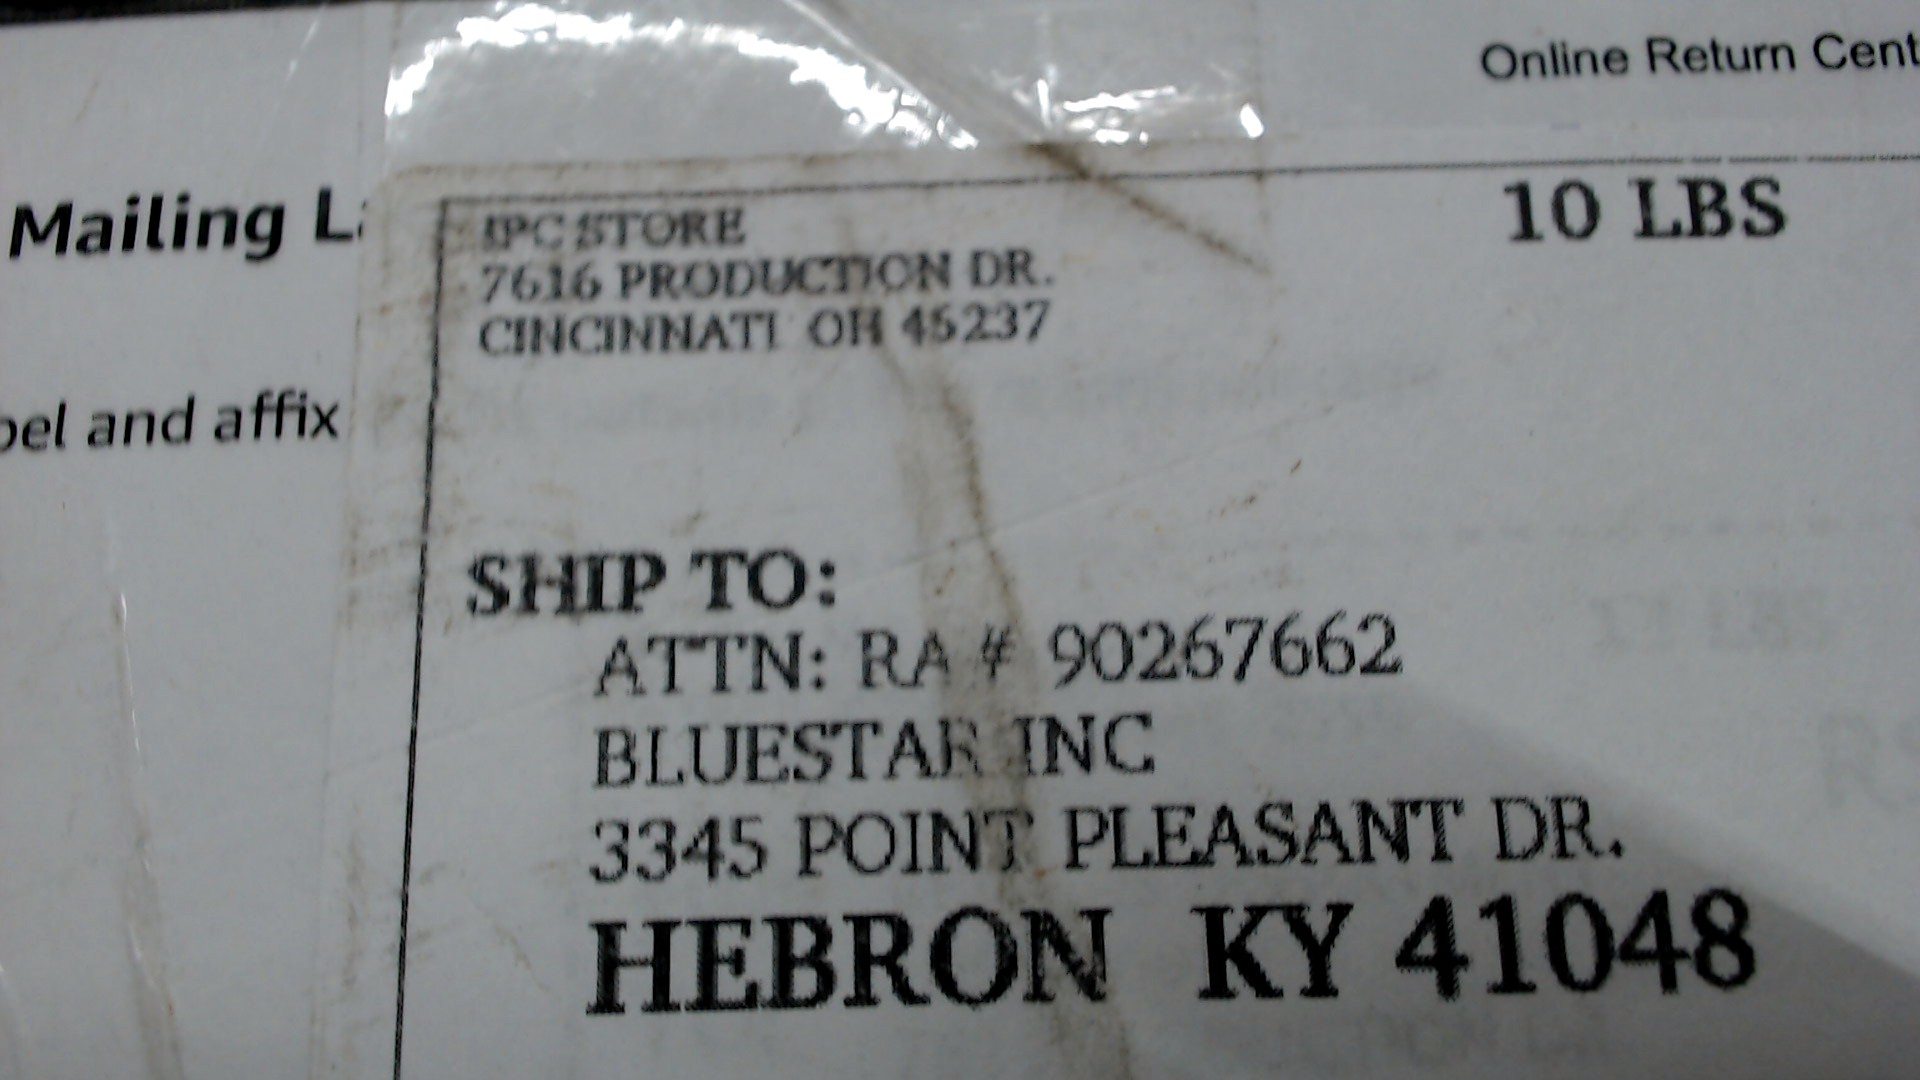 Online Return Cent
Mailing L
10 LBS
IPC STORE
7616 PRODUCTION DR.
CINCINNATI OH 45237
bel and affix
SHIP TO:
ATTN: RA # 90267662
BLUESTAR INC
3345 POINT PLEASANT DR.
HEBRON KY 41048